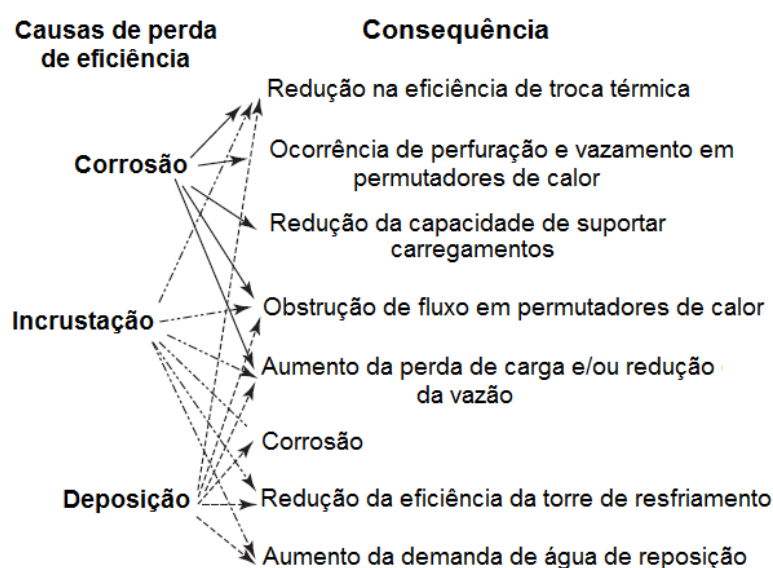 Causas de perda
de eficiência
Consequência
Redução na eficiência de troca térmica
Corrosão
Ocorrência de perfuração e vazamento em
permutadores de calor
Redução da capacidade de suportar
carregamentos
Incrustação
Obstrução de fluxo em permutadores de calor
Aumento da perda de carga e/ou redução
da vazão
Corrosão
Deposição
Redução da eficiência da torre de resfriamento
Aumento da demanda de água de reposição